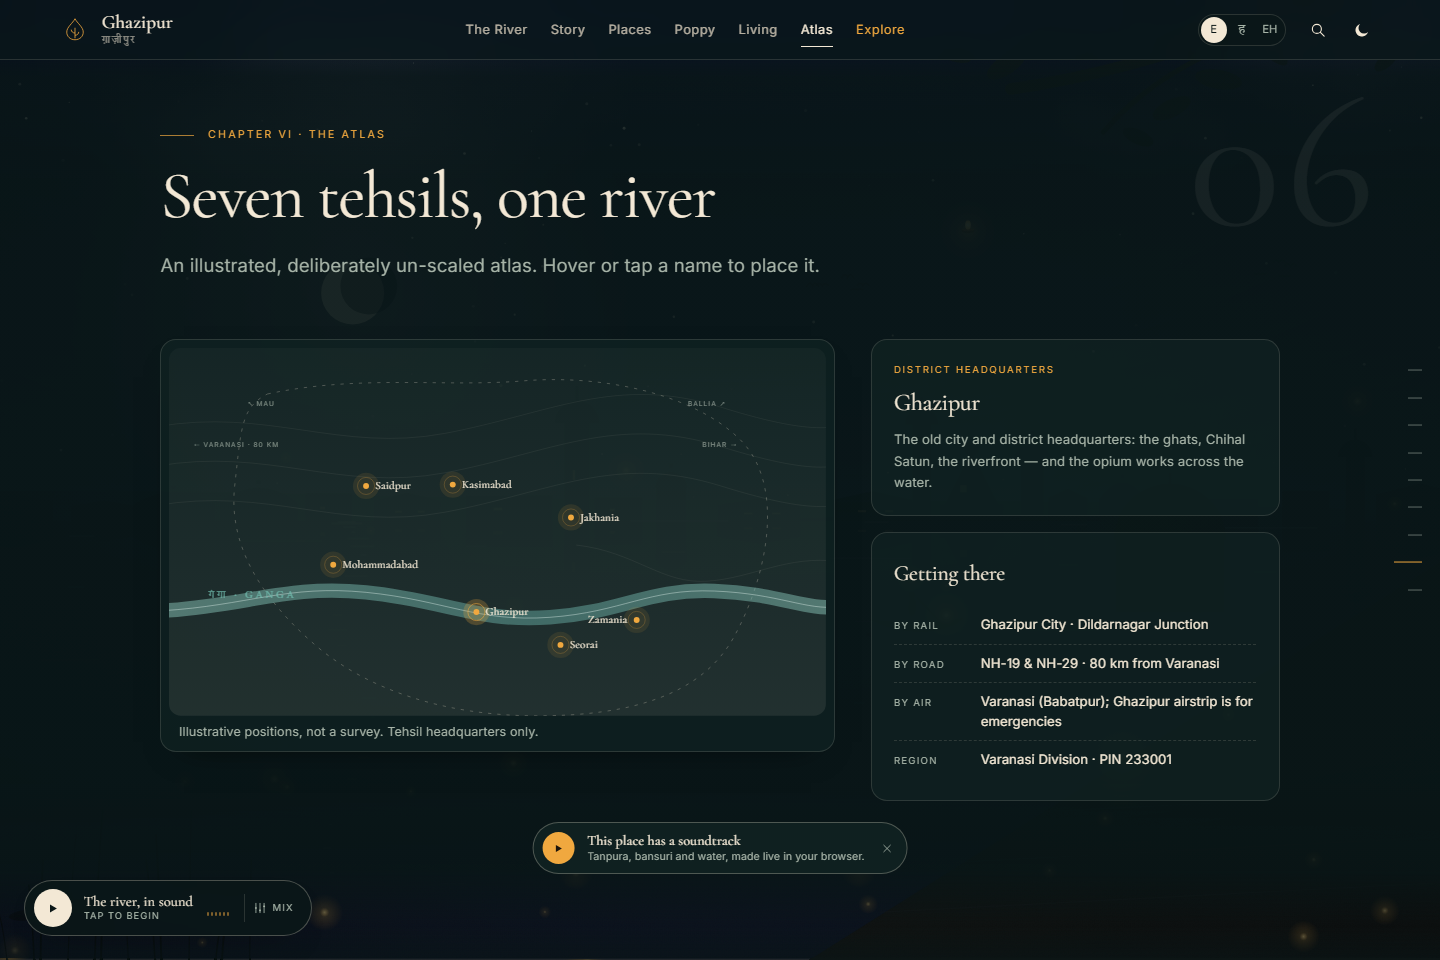 Ghazipur
ग़ाज़ीपुर
The River
Story
Places
Poppy
Living
Atlas
Explore
E
ह
EH
CHAPTER VI · THE ATLAS
06
Seven tehsils, one river
An illustrated, deliberately un-scaled atlas. Hover or tap a name to place it.
↖ MAU
BALLIA ↗
← VARANASI · 80 KM
BIHAR →
Saidpur
Kasimabad
Jakhania
Mohammadabad
गंगा · GANGA
Ghazipur
Zamania
Seorai
Illustrative positions, not a survey. Tehsil headquarters only.
DISTRICT HEADQUARTERS
Ghazipur
The old city and district headquarters: the ghats, Chihal
Satun, the riverfront — and the opium works across the
water.
Getting there
BY RAIL
Ghazipur City · Dildarnagar Junction
BY ROAD
NH-19 & NH-29 · 80 km from Varanasi
BY AIR
Varanasi (Babatpur); Ghazipur airstrip is for
emergencies
REGION
Varanasi Division · PIN 233001
This place has a soundtrack
Tanpura, bansuri and water, made live in your browser.
The river, in sound
TAP TO BEGIN
MIX